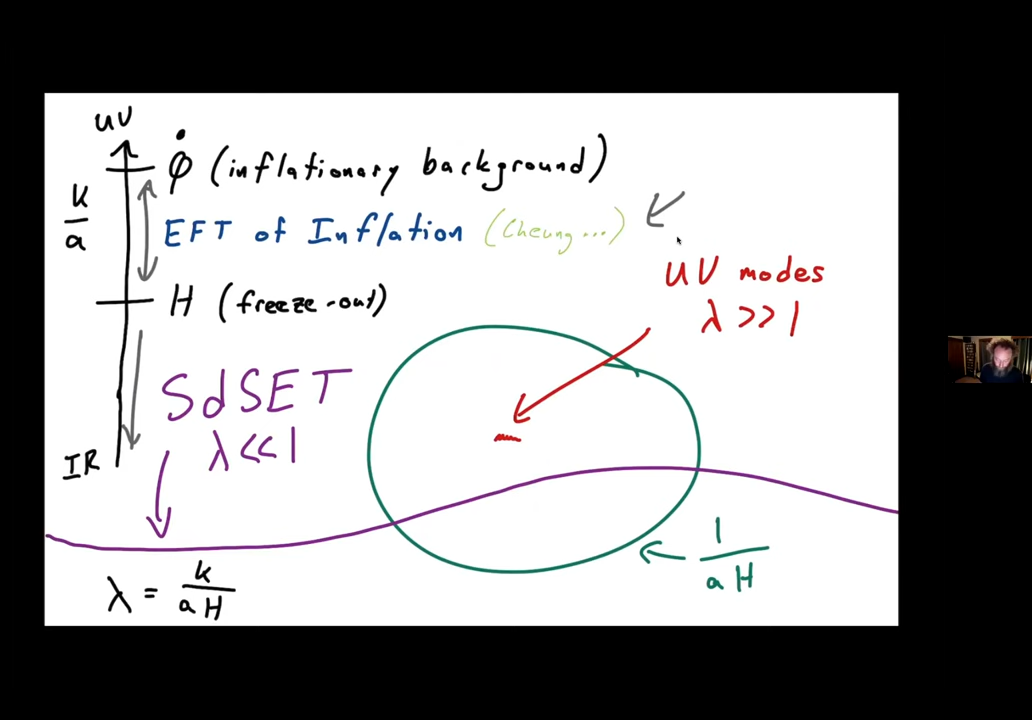 UV
φ̇ (inflationary background)
k/a
EFT of Inflation (Cheung...)
UV modes
λ >> 1
H (freeze-out)
SdSET
λ << 1
IR
1/aH
λ = k/aH